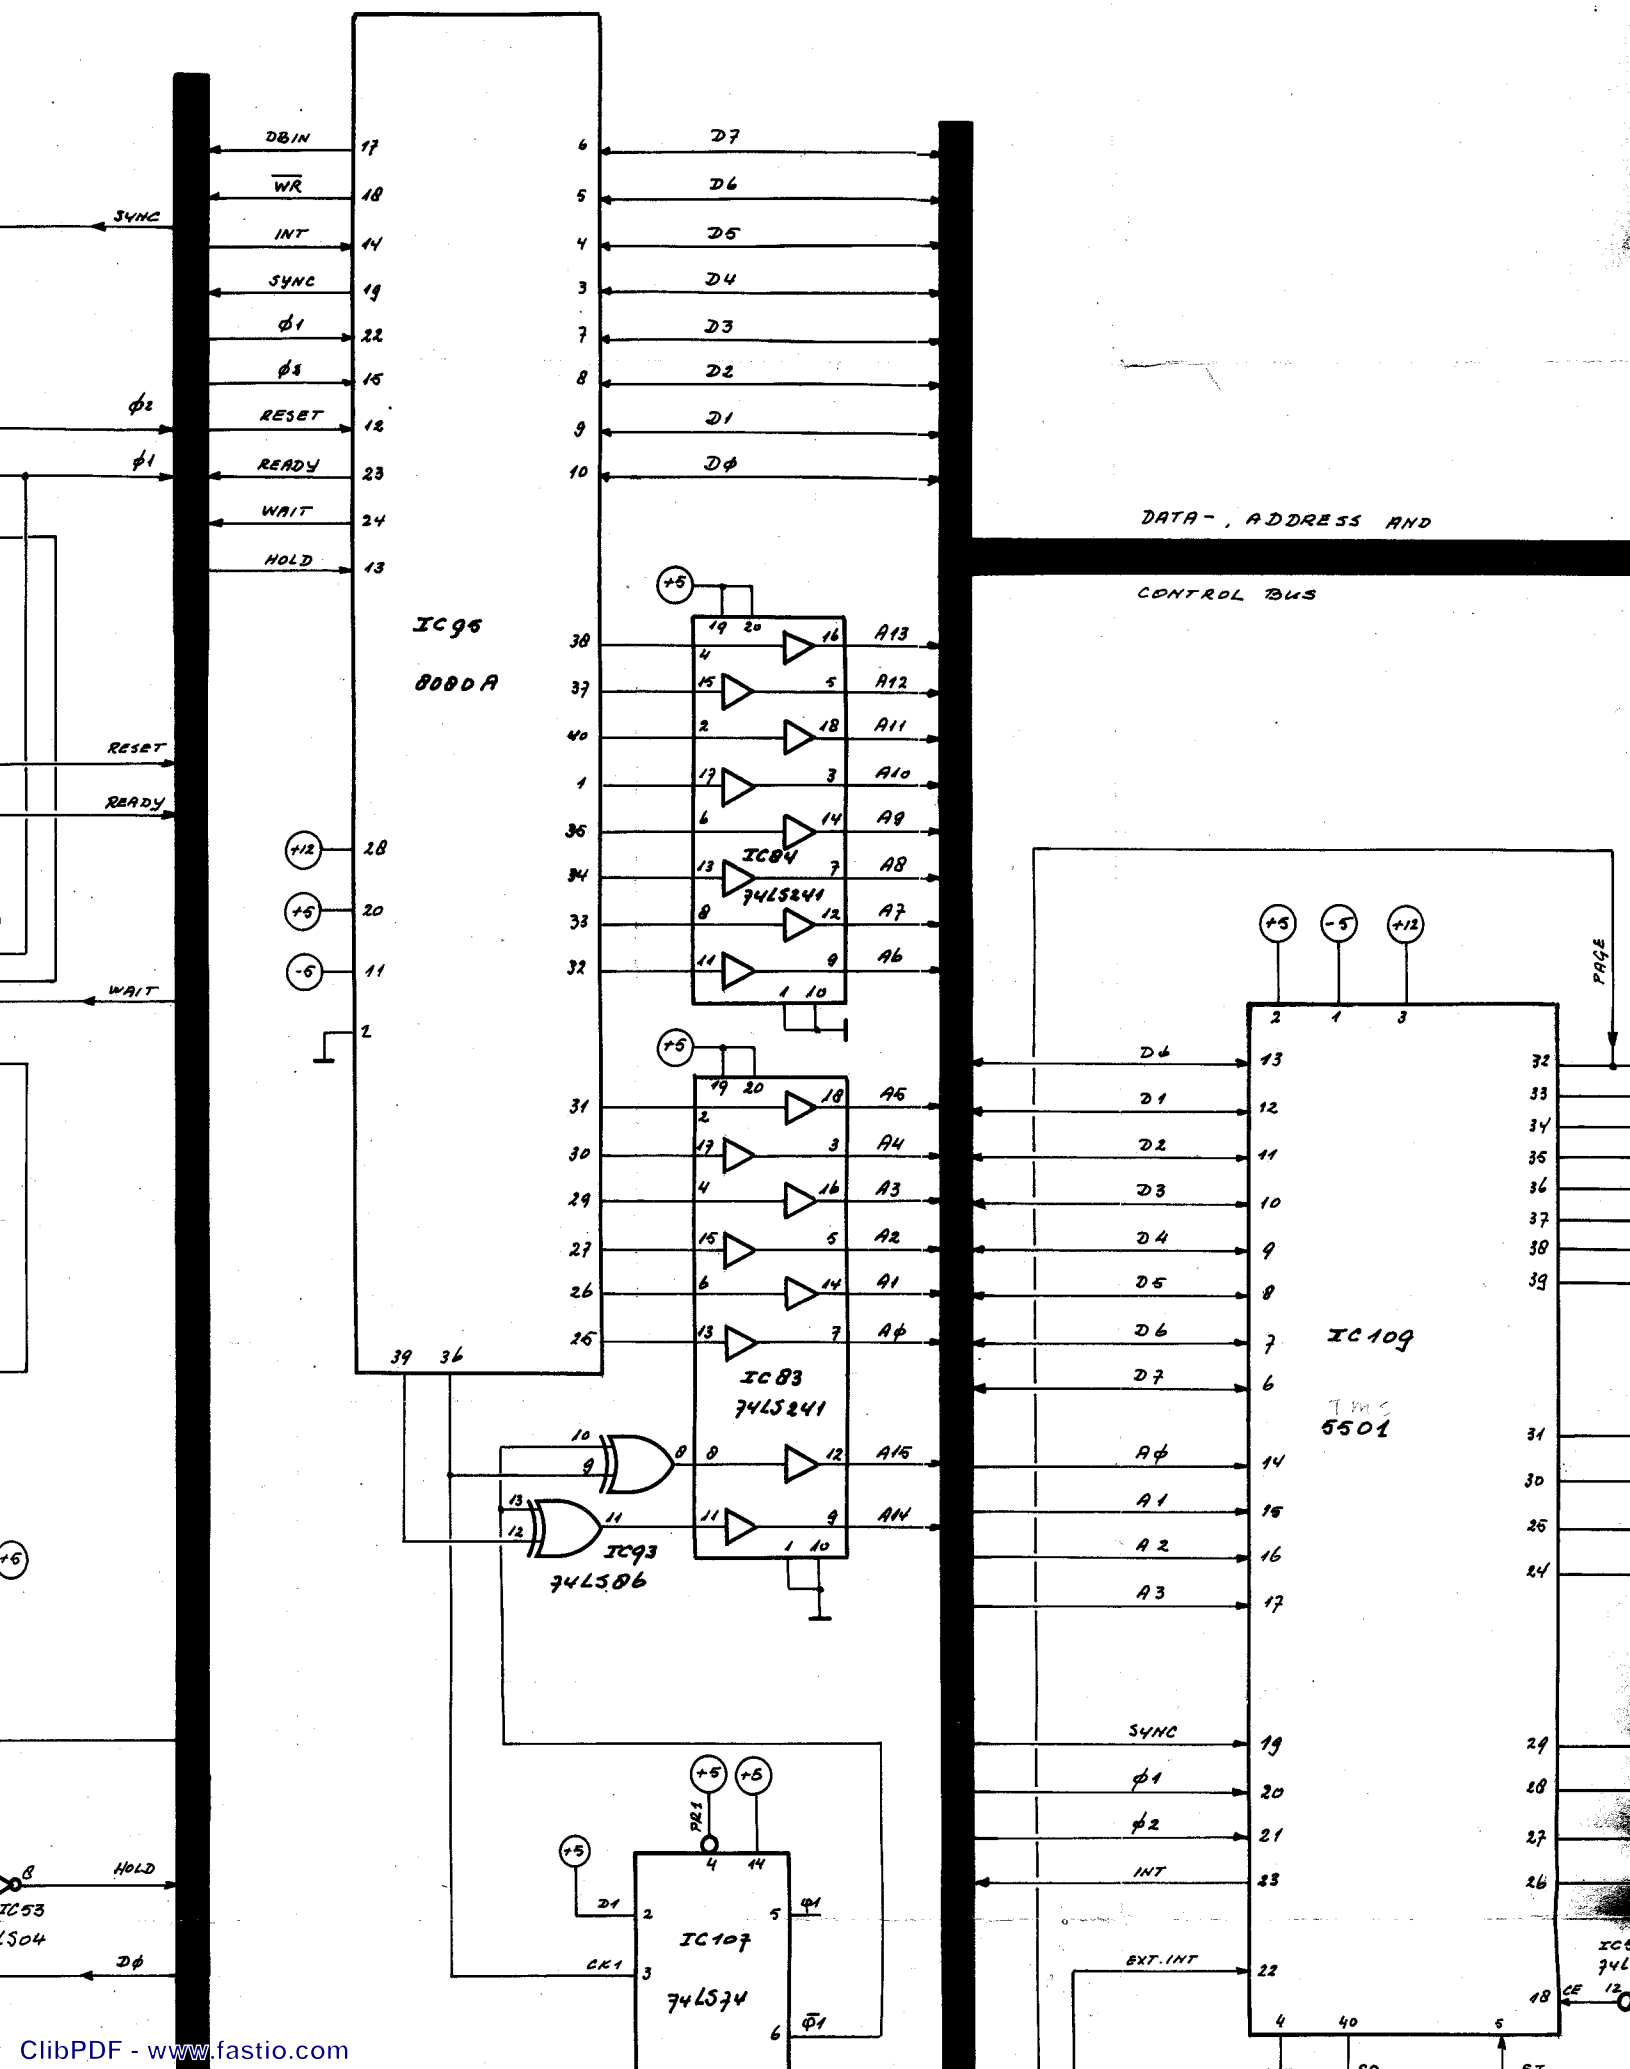 DBIN 17
WR 18
INT 14
SYNC 19
φ1 22
15
RESET 12
READY 23
WAIT 24
HOLD 13
SYNC
φ2
φ1
RESET
READY
WAIT
+5
8 HOLD
IC53
LS04
Dφ
6 D7
5 D6
4 D5
3 D4
7 D3
8 D2
9 D1
10 Dφ
IC95
8080A
+12 28
+5 20
-5 11
2
39 36
DATA-, ADDRESS AND
CONTROL BUS
+5
19 20
38 4 16 A13
37 15 5 A12
40 2 18 A11
1 17 3 A10
35 6 14 A9
IC84
34 13 7 A8
74LS241
33 8 12 A7
32 11 9 A6
1 10
+5
19 20
31 2 18 A5
30 17 3 A4
29 4 16 A3
27 15 5 A2
26 6 14 A1
25 13 7 Aφ
IC83
74LS241
10
9 8 8 12 A15
13
12 11 11 9 A14
IC93
74LS86
1 10
+5 +5
PR1
4 14
+5
D1 2
5 φ1
IC107
CK1 3
74LS74
6 φ1
+5 -5 +12
PAGE
2 1 3
Dφ 13
D1 12
D2 11
D3 10
D4 9
D5 8
D6 7
D7 6
Aφ 14
A1 15
A2 16
A3 17
SYNC 19
φ1 20
φ2 21
INT 23
EXT.INT 22
IC109
TMS
5501
32
33
34
35
36
37
38
39
31
30
25
24
29
28
27
26
18 CE 12
4 40 5
ClibPDF - www.fastio.com